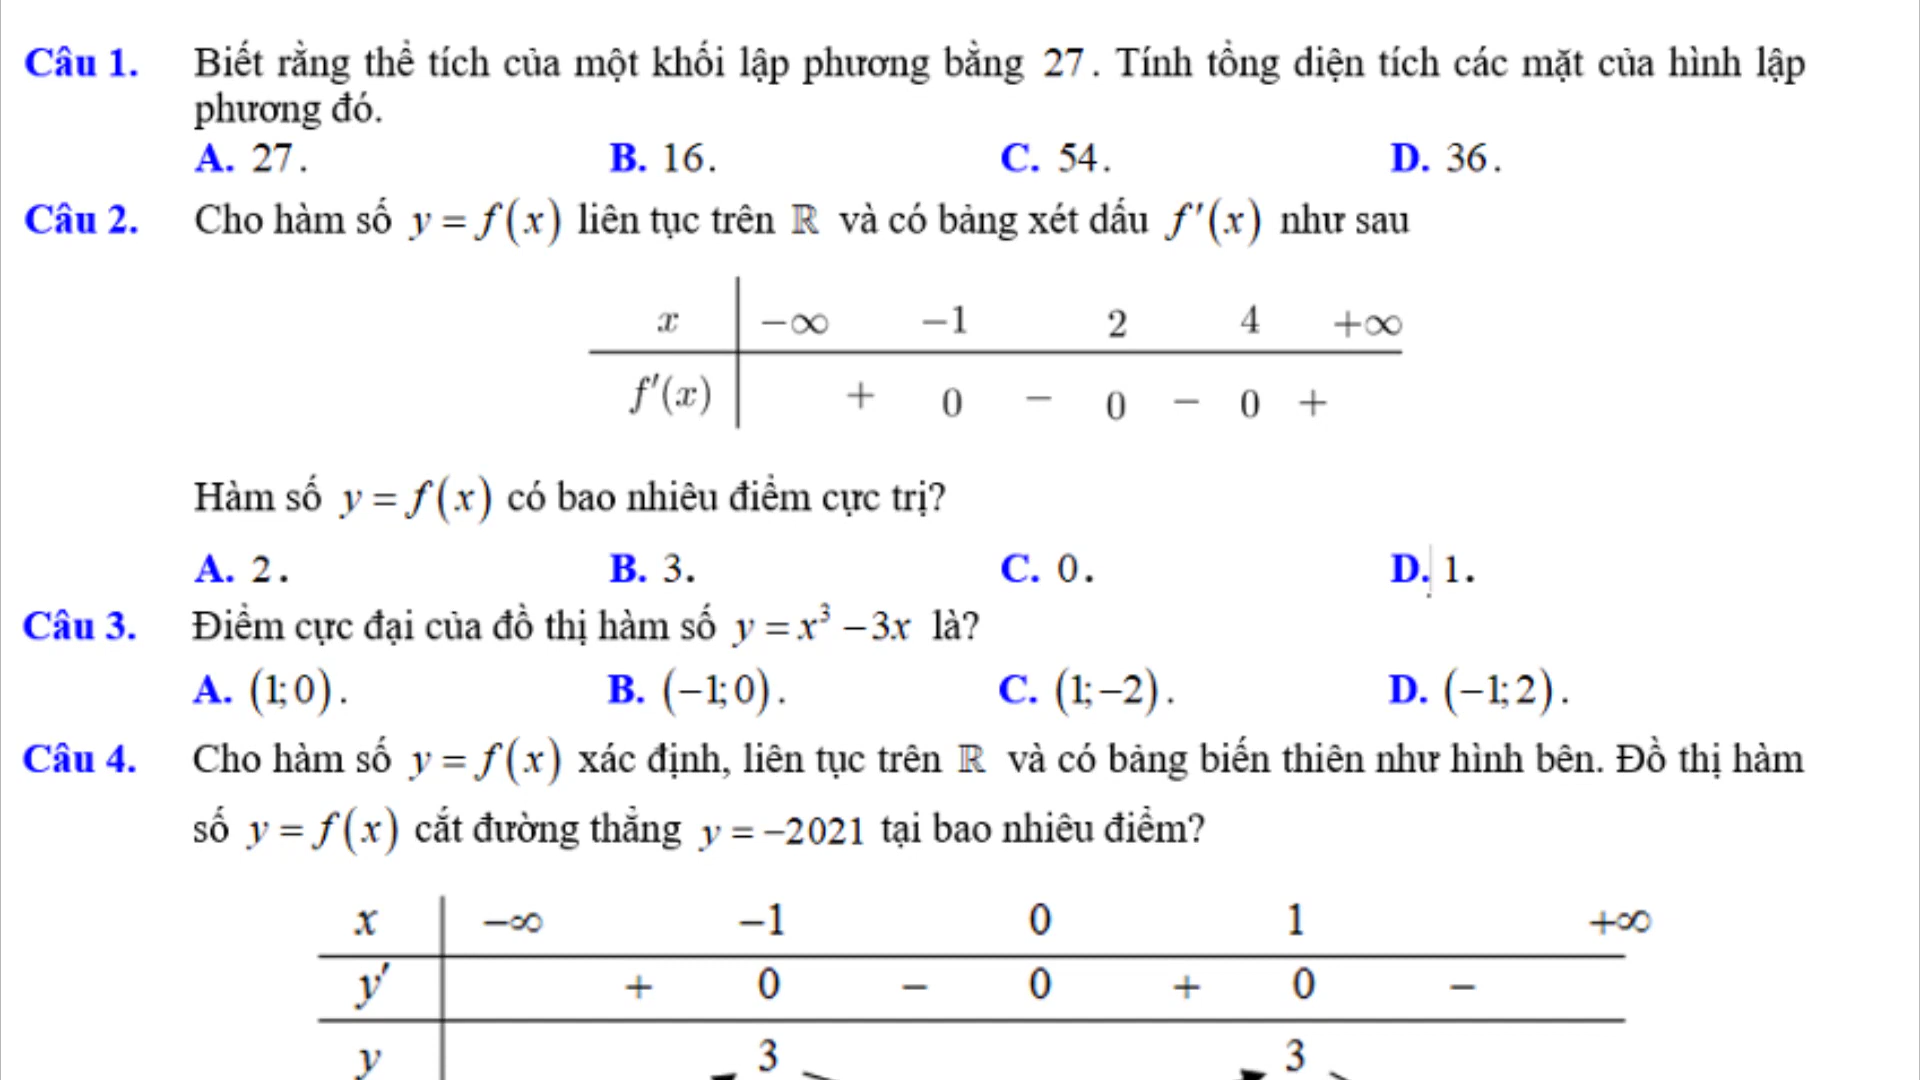 Câu 1. Biết rằng thể tích của một khối lập phương bằng 27. Tính tổng diện tích các mặt của hình lập
phương đó.
A. 27. B. 16. C. 54. D. 36.
Câu 2. Cho hàm số y = f(x) liên tục trên ℝ và có bảng xét dấu f′(x) như sau
x −∞ −1 2 4 +∞
f′(x) + 0 − 0 − 0 +
Hàm số y = f(x) có bao nhiêu điểm cực trị?
A. 2. B. 3. C. 0. D. 1.
Câu 3. Điểm cực đại của đồ thị hàm số y = x³ − 3x là?
A. (1;0). B. (−1;0). C. (1;−2). D. (−1;2).
Câu 4. Cho hàm số y = f(x) xác định, liên tục trên ℝ và có bảng biến thiên như hình bên. Đồ thị hàm
số y = f(x) cắt đường thẳng y = −2021 tại bao nhiêu điểm?
x −∞ −1 0 1 +∞
y′ + 0 − 0 + 0 −
y 3 3